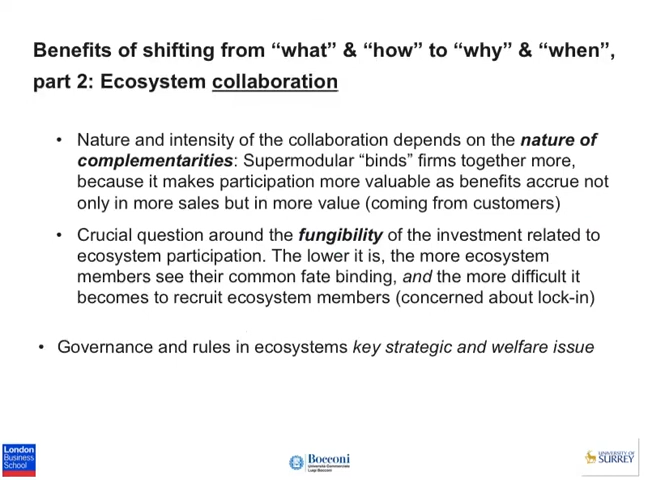 Benefits of shifting from “what” & “how” to “why” & “when”,
part 2: Ecosystem collaboration
• Nature and intensity of the collaboration depends on the nature of
complementarities: Supermodular “binds” firms together more,
because it makes participation more valuable as benefits accrue not
only in more sales but in more value (coming from customers)
• Crucial question around the fungibility of the investment related to
ecosystem participation. The lower it is, the more ecosystem
members see their common fate binding, and the more difficult it
becomes to recruit ecosystem members (concerned about lock-in)
• Governance and rules in ecosystems key strategic and welfare issue
London
Business
School
Bocconi
Università Commerciale
Luigi Bocconi
UNIVERSITY OF
SURREY